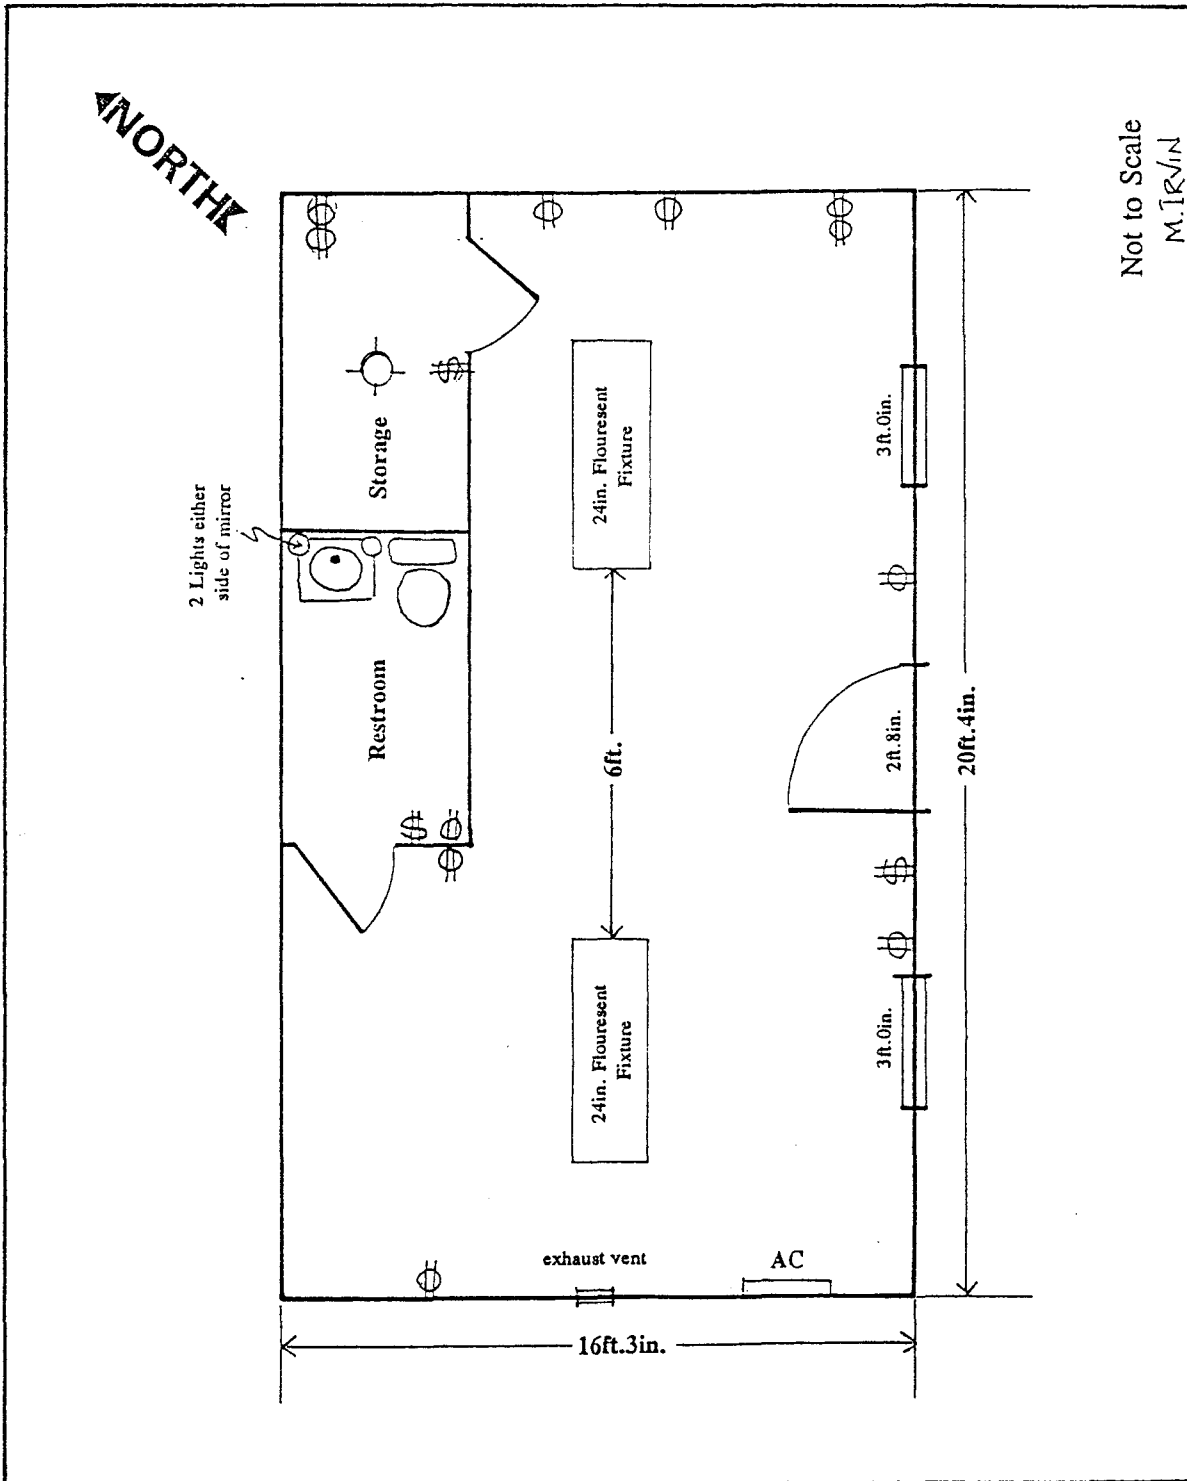 NORTH
Not to Scale
M. IRVIN
2 Lights either
side of mirror
Storage
Restroom
24in. Flouresent
Fixture
3ft.0in.
6ft.
2ft.8in.
20ft.4in.
24in. Flouresent
Fixture
3ft.0in.
exhaust vent
AC
16ft.3in.